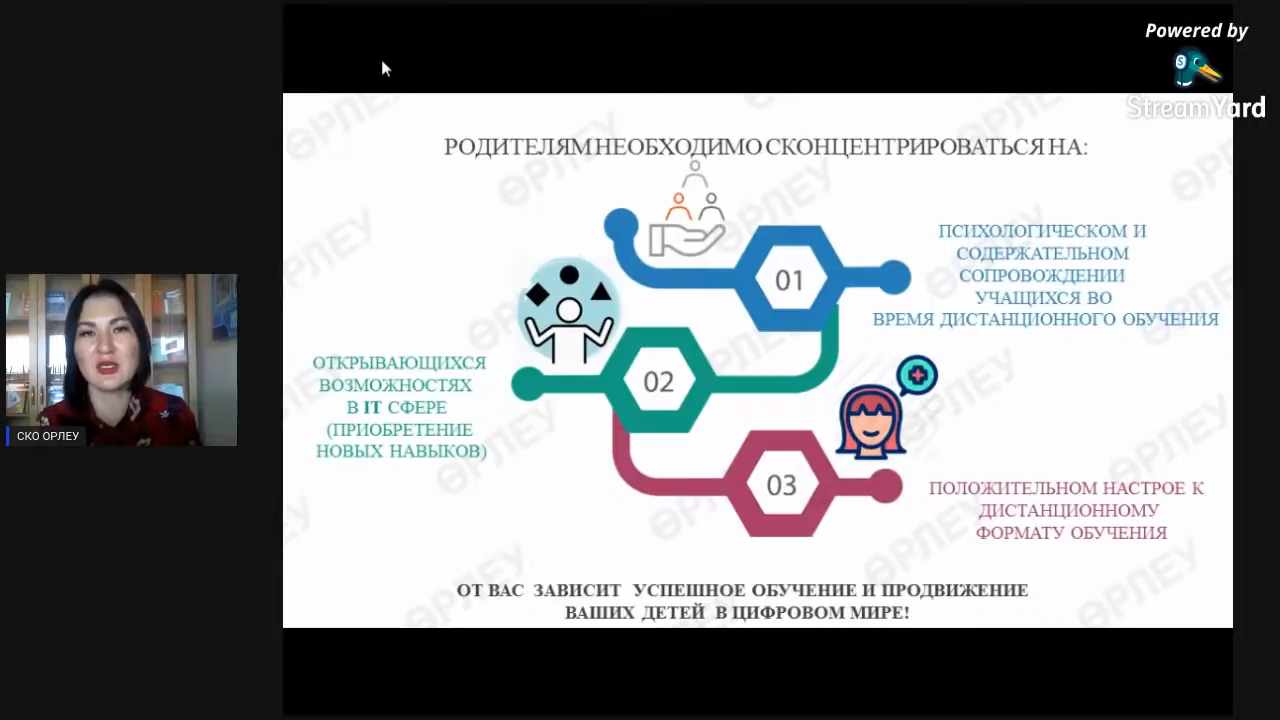 Powered by
StreamYard
РОДИТЕЛЯМ НЕОБХОДИМО СКОНЦЕНТРИРОВАТЬСЯ НА:
01
ПСИХОЛОГИЧЕСКОМ И
СОДЕРЖАТЕЛЬНОМ
СОПРОВОЖДЕНИИ
УЧАЩИХСЯ ВО
ВРЕМЯ ДИСТАНЦИОННОГО ОБУЧЕНИЯ
02
ОТКРЫВАЮЩИХСЯ
ВОЗМОЖНОСТЯХ
В IT СФЕРЕ
(ПРИОБРЕТЕНИЕ
НОВЫХ НАВЫКОВ)
03
ПОЛОЖИТЕЛЬНОМ НАСТРОЕ К
ДИСТАНЦИОННОМУ
ФОРМАТУ ОБУЧЕНИЯ
ОТ ВАС ЗАВИСИТ УСПЕШНОЕ ОБУЧЕНИЕ И ПРОДВИЖЕНИЕ
ВАШИХ ДЕТЕЙ В ЦИФРОВОМ МИРЕ!
СКО ОРЛЕУ
ӨРЛЕУ